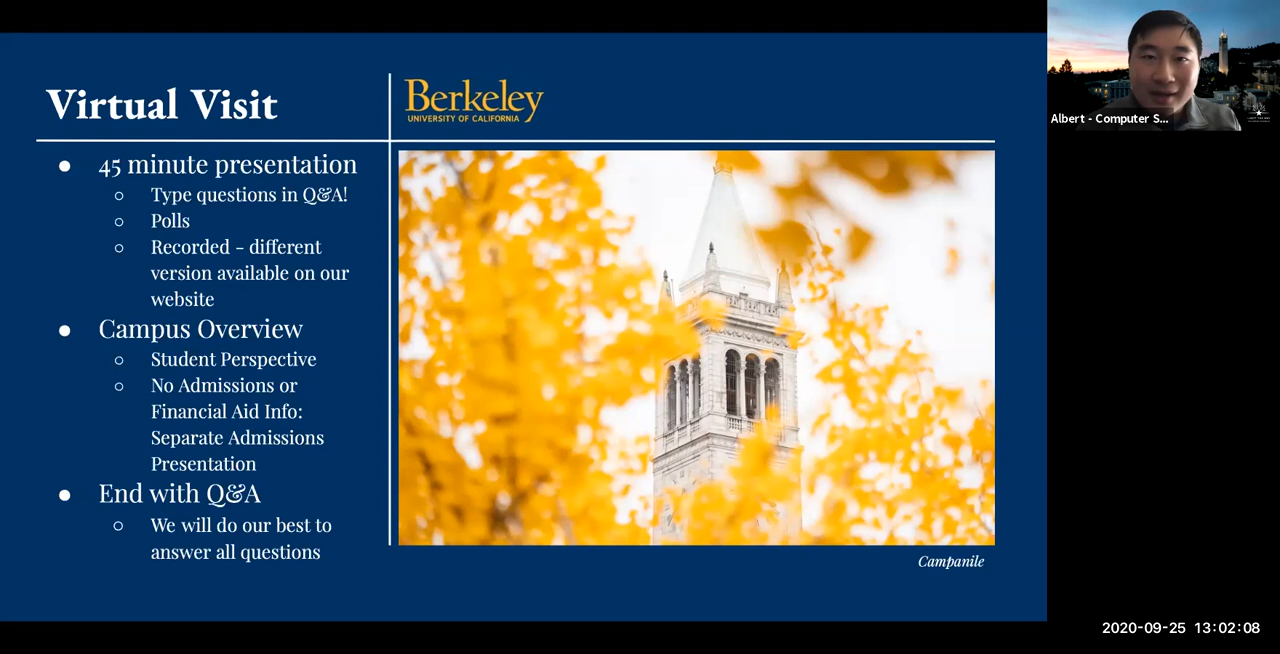 Virtual Visit
Berkeley
UNIVERSITY OF CALIFORNIA
● 45 minute presentation
○ Type questions in Q&A!
○ Polls
○ Recorded - different
version available on our
website
● Campus Overview
○ Student Perspective
○ No Admissions or
Financial Aid Info:
Separate Admissions
Presentation
● End with Q&A
○ We will do our best to
answer all questions
Campanile
Albert - Computer S...
2020-09-25 13:02:08